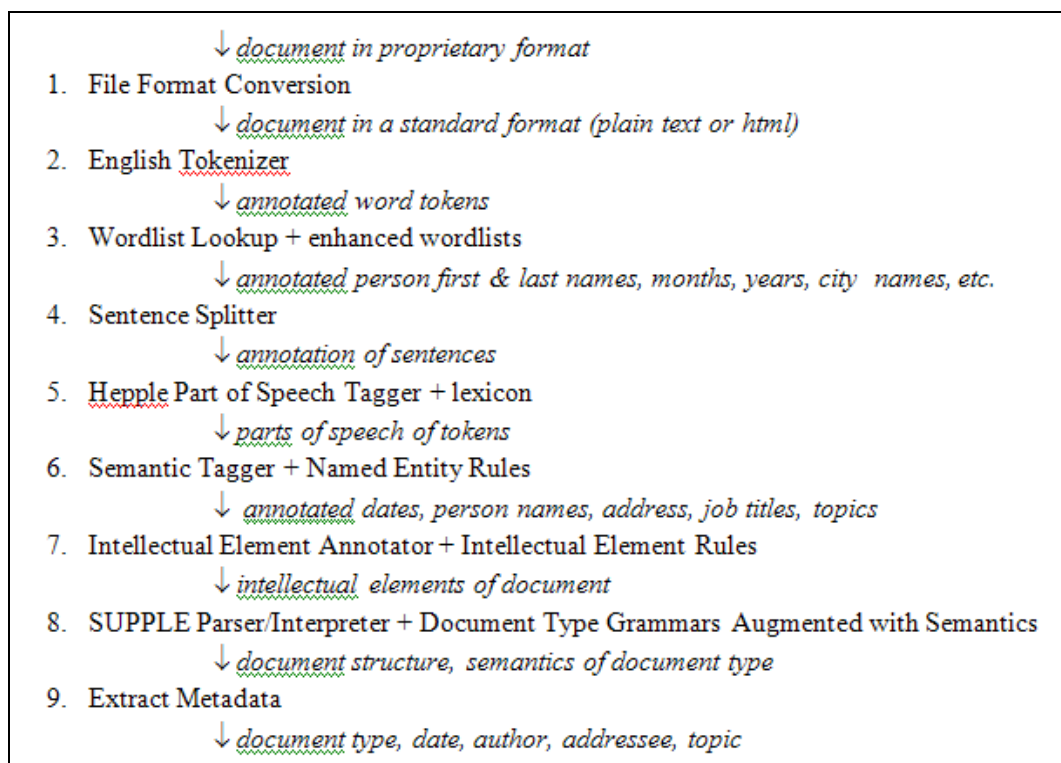 ↓ document in proprietary format
1. File Format Conversion
↓ document in a standard format (plain text or html)
2. English Tokenizer
↓ annotated word tokens
3. Wordlist Lookup + enhanced wordlists
↓ annotated person first & last names, months, years, city names, etc.
4. Sentence Splitter
↓ annotation of sentences
5. Hepple Part of Speech Tagger + lexicon
↓ parts of speech of tokens
6. Semantic Tagger + Named Entity Rules
↓ annotated dates, person names, address, job titles, topics
7. Intellectual Element Annotator + Intellectual Element Rules
↓ intellectual elements of document
8. SUPPLE Parser/Interpreter + Document Type Grammars Augmented with Semantics
↓ document structure, semantics of document type
9. Extract Metadata
↓ document type, date, author, addressee, topic